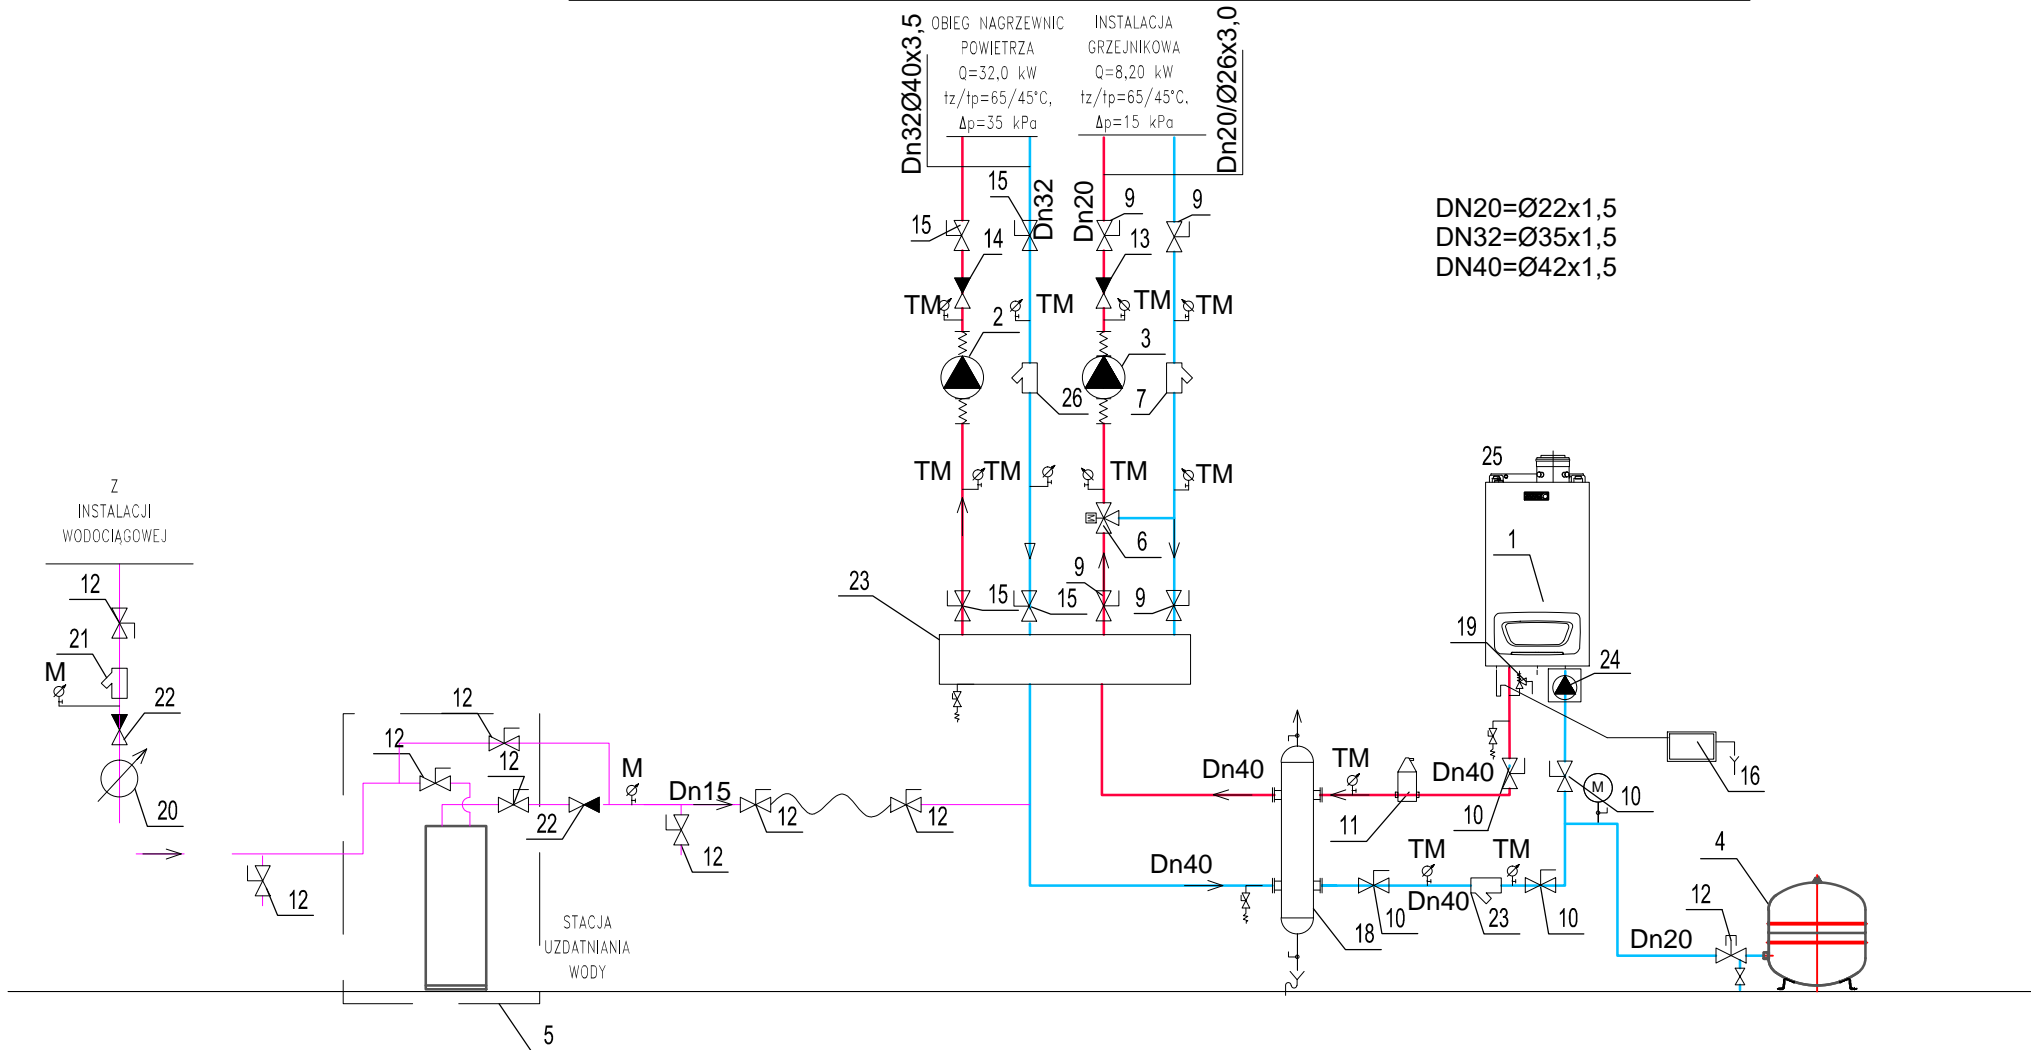 OBIEG NAGRZEWNIC
POWIETRZA
Q=32,0 kW
tz/tp=65/45°C,
Δp=35 kPa
INSTALACJA
GRZEJNIKOWA
Q=8,20 kW
tz/tp=65/45°C.
Δp=15 kPa
Dn32Ø40x3,5
Dn20/Ø26x3,0
DN20=Ø22x1,5
DN32=Ø35x1,5
DN40=Ø42x1,5
15
Dn32
Dn20
9
9
15
14
13
TM
TM
TM
TM
2
3
26
7
TM
TM
TM
TM
6
25
1
Z
INSTALACJI
WODOCIĄGOWEJ
12
21
M
22
20
23
15
15
9
9
19
24
16
12
12
12
12
22
M
Dn15
12
12
12
Dn40
TM
Dn40
11
10
M
10
Dn40
TM
TM
Dn40
10
23
10
18
4
12
Dn20
STACJA
UZDATNIANIA
WODY
5
M